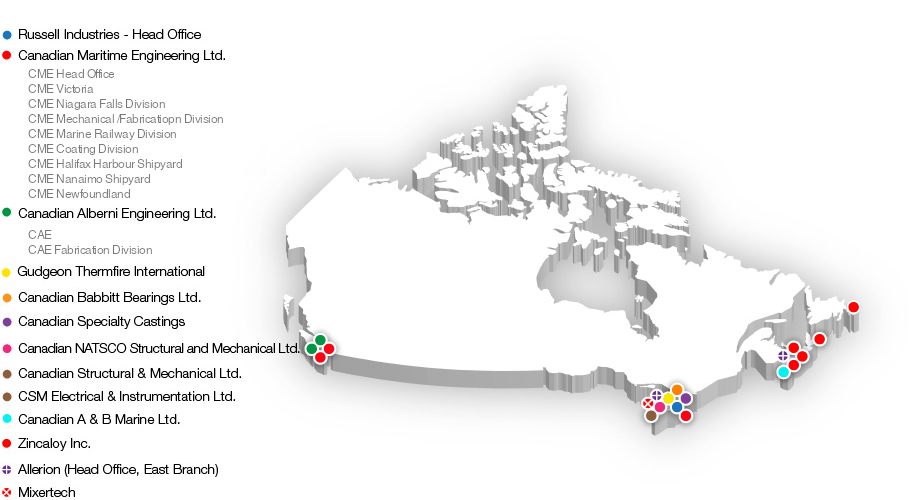 Russell Industries - Head Office
Canadian Maritime Engineering Ltd.
CME Head Office
CME Victoria
CME Niagara Falls Division
CME Mechanical /Fabricatiopn Division
CME Marine Railway Division
CME Coating Division
CME Halifax Harbour Shipyard
CME Nanaimo Shipyard
CME Newfoundland
Canadian Alberni Engineering Ltd.
CAE
CAE Fabrication Division
Gudgeon Thermfire International
Canadian Babbitt Bearings Ltd.
Canadian Specialty Castings
Canadian NATSCO Structural and Mechanical Ltd.
Canadian Structural & Mechanical Ltd.
CSM Electrical & Instrumentation Ltd.
Canadian A & B Marine Ltd.
Zincaloy Inc.
Allerion (Head Office, East Branch)
Mixertech